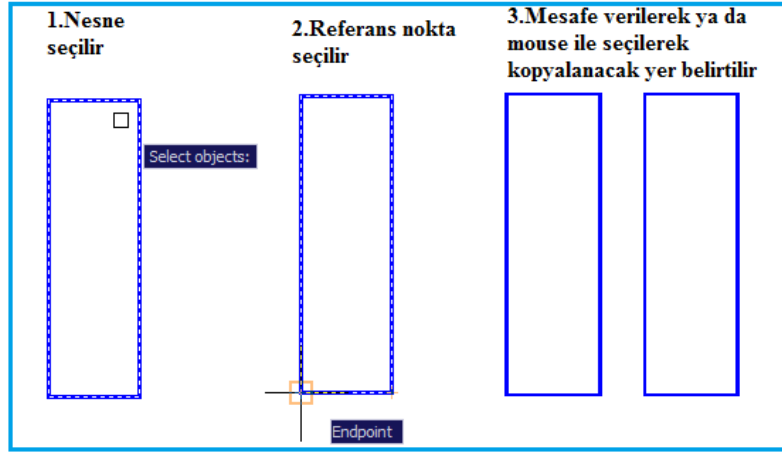 1.Nesne
seçilir
Select objects:
2.Referans nokta
seçilir
Endpoint
3.Mesafe verilerek ya da
mouse ile seçilerek
kopyalanacak yer belirtilir